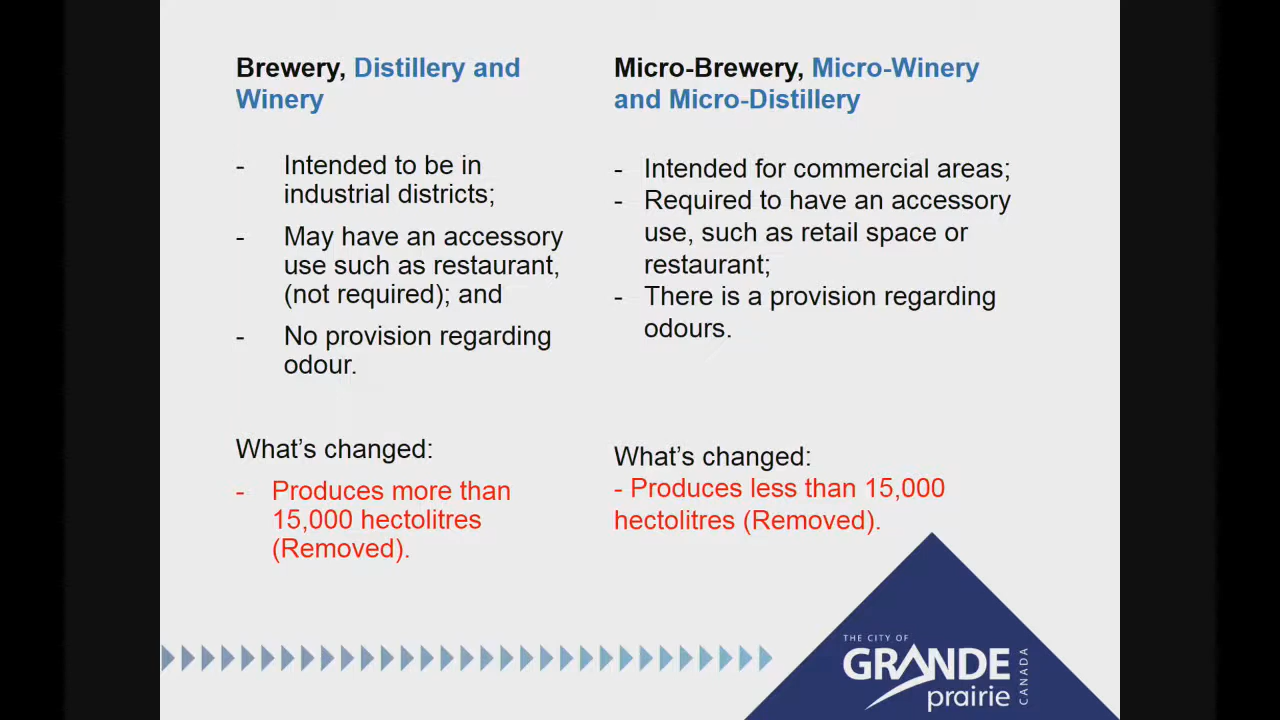 Brewery, Distillery and
Winery
- Intended to be in
industrial districts;
- May have an accessory
use such as restaurant,
(not required); and
- No provision regarding
odour.
What's changed:
- Produces more than
15,000 hectolitres
(Removed).
Micro-Brewery, Micro-Winery
and Micro-Distillery
- Intended for commercial areas;
- Required to have an accessory
use, such as retail space or
restaurant;
- There is a provision regarding
odours.
What's changed:
- Produces less than 15,000
hectolitres (Removed).
THE CITY OF
GRANDE
prairie
CANADA